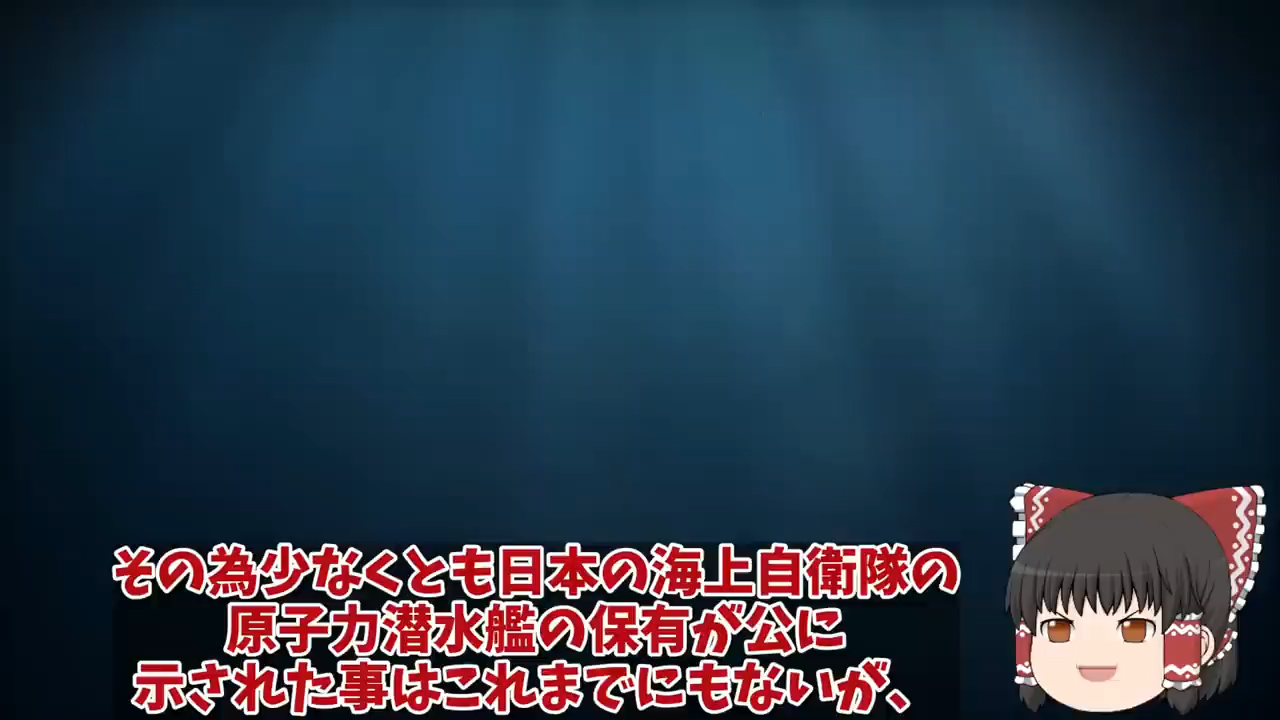 その為少なくとも日本の海上自衛隊の
原子力潜水艦の保有が公に
示された事はこれまでにもないが、